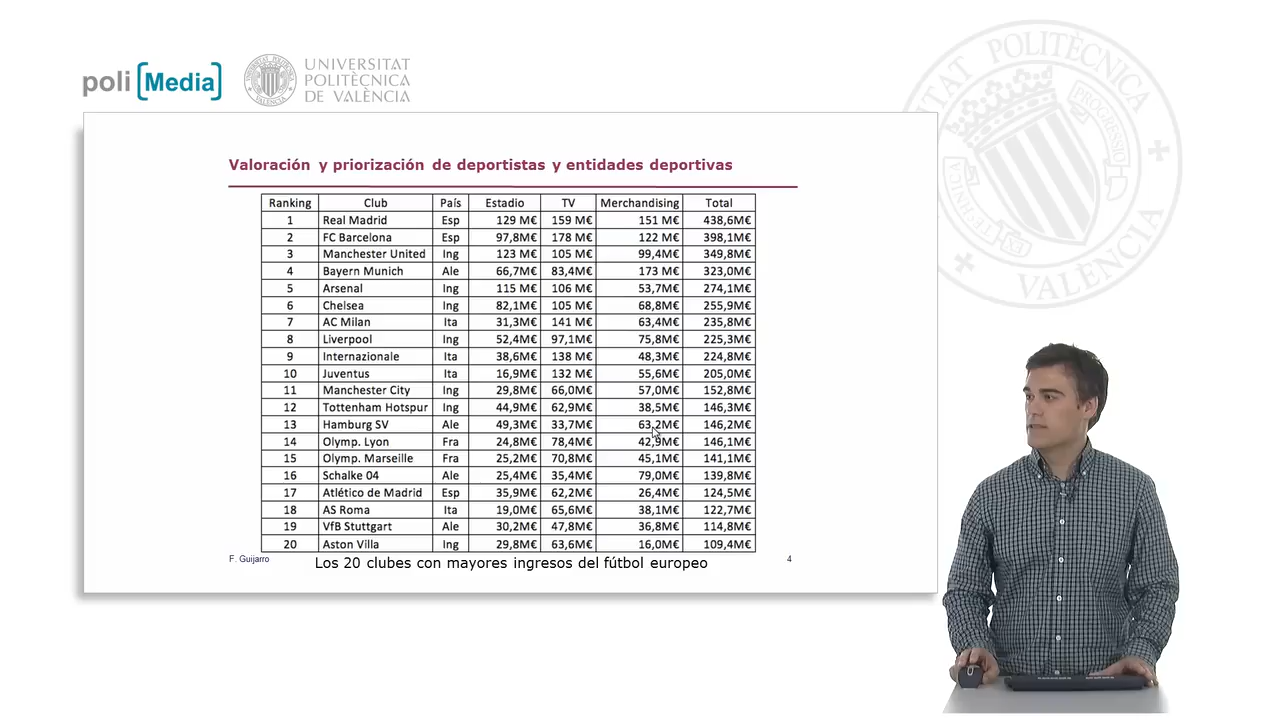 poli [Media]
UNIVERSITAT
POLITÈCNICA
DE VALÈNCIA
Valoración y priorización de deportistas y entidades deportivas
Ranking Club País Estadio TV Merchandising Total
1 Real Madrid Esp 129 M€ 159 M€ 151 M€ 438,6M€
2 FC Barcelona Esp 97,8M€ 178 M€ 122 M€ 398,1M€
3 Manchester United Ing 123 M€ 105 M€ 99,4M€ 349,8M€
4 Bayern Munich Ale 66,7M€ 83,4M€ 173 M€ 323,0M€
5 Arsenal Ing 115 M€ 106 M€ 53,7M€ 274,1M€
6 Chelsea Ing 82,1M€ 105 M€ 68,8M€ 255,9M€
7 AC Milan Ita 31,3M€ 141 M€ 63,4M€ 235,8M€
8 Liverpool Ing 52,4M€ 97,1M€ 75,8M€ 225,3M€
9 Internazionale Ita 38,6M€ 138 M€ 48,3M€ 224,8M€
10 Juventus Ita 16,9M€ 132 M€ 55,6M€ 205,0M€
11 Manchester City Ing 29,8M€ 66,0M€ 57,0M€ 152,8M€
12 Tottenham Hotspur Ing 44,9M€ 62,9M€ 38,5M€ 146,3M€
13 Hamburg SV Ale 49,3M€ 33,7M€ 63,2M€ 146,2M€
14 Olymp. Lyon Fra 24,8M€ 78,4M€ 42,9M€ 146,1M€
15 Olymp. Marseille Fra 25,2M€ 70,8M€ 45,1M€ 141,1M€
16 Schalke 04 Ale 25,4M€ 35,4M€ 79,0M€ 139,8M€
17 Atlético de Madrid Esp 35,9M€ 62,2M€ 26,4M€ 124,5M€
18 AS Roma Ita 19,0M€ 65,6M€ 38,1M€ 122,7M€
19 VfB Stuttgart Ale 30,2M€ 47,8M€ 36,8M€ 114,8M€
20 Aston Villa Ing 29,8M€ 63,6M€ 16,0M€ 109,4M€
F. Guijarro
Los 20 clubes con mayores ingresos del fútbol europeo
4
POLITÈCNICA
VALÈNCIA